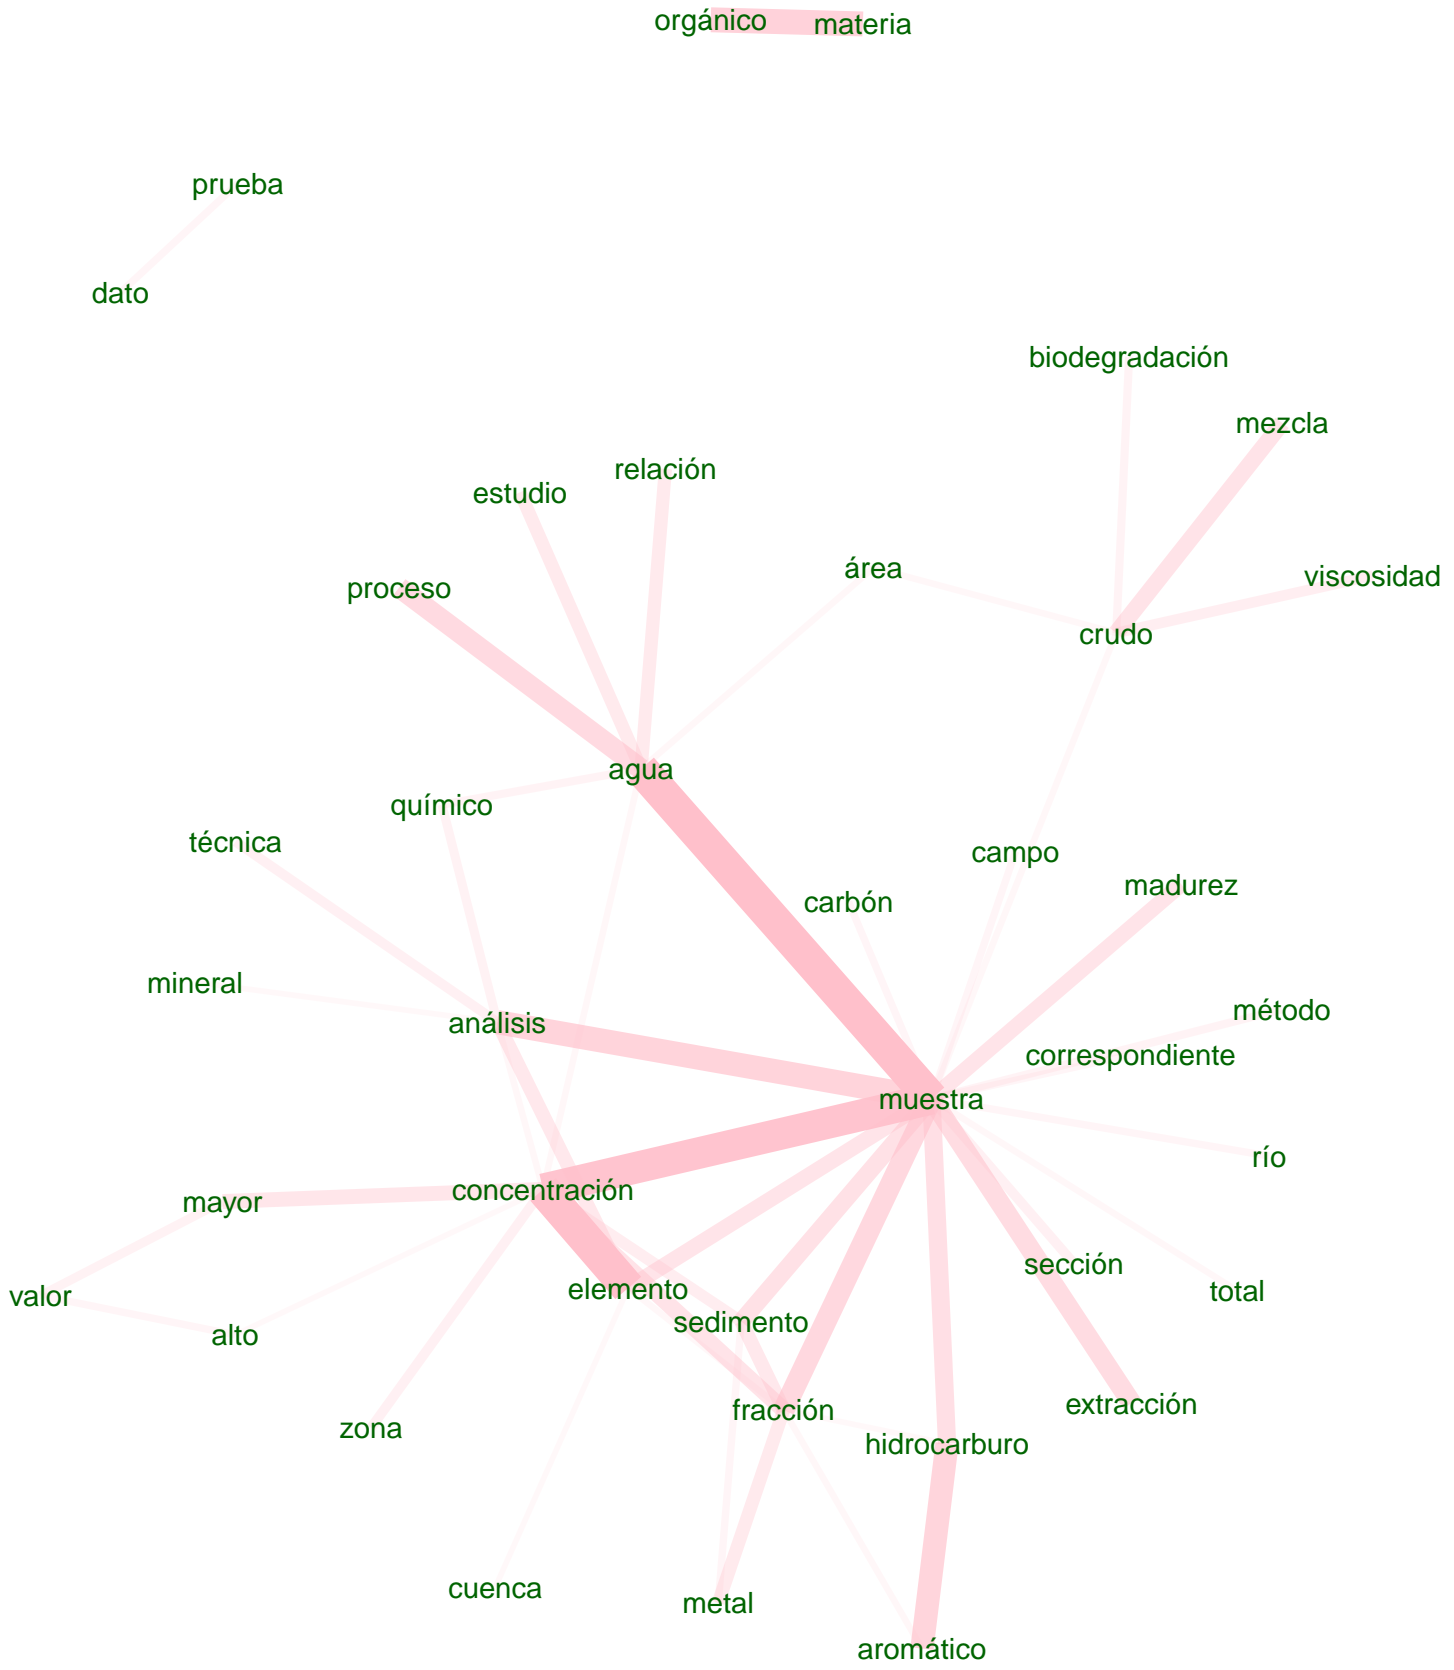 orgánico
materia
prueba
dato
biodegradación
mezcla
relación
estudio
área
viscosidad
proceso
crudo
agua
químico
técnica
campo
madurez
carbón
mineral
método
análisis
correspondiente
muestra
río
concentración
mayor
sección
elemento
total
valor
sedimento
alto
extracción
fracción
zona
hidrocarburo
cuenca
metal
aromático